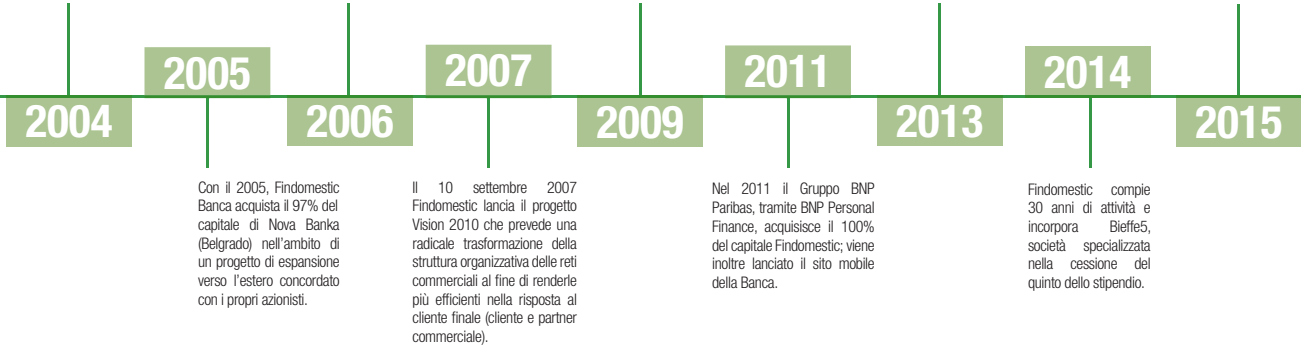 2005
2007
2011
2014
2004
2006
2009
2013
2015
Con il 2005, Findomestic
Banca acquista il 97% del
capitale di Nova Banka
(Belgrado) nell'ambito di
un progetto di espansione
verso l'estero concordato
con i propri azionisti.
Il 10 settembre 2007
Findomestic lancia il progetto
Vision 2010 che prevede una
radicale trasformazione della
struttura organizzativa delle reti
commerciali al fine di renderle
più efficienti nella risposta al
cliente finale (cliente e partner
commerciale).
Nel 2011 il Gruppo BNP
Paribas, tramite BNP Personal
Finance, acquisisce il 100%
del capitale Findomestic; viene
inoltre lanciato il sito mobile
della Banca.
Findomestic compie
30 anni di attività e
incorpora Bieffe5,
società specializzata
nella cessione del
quinto dello stipendio.